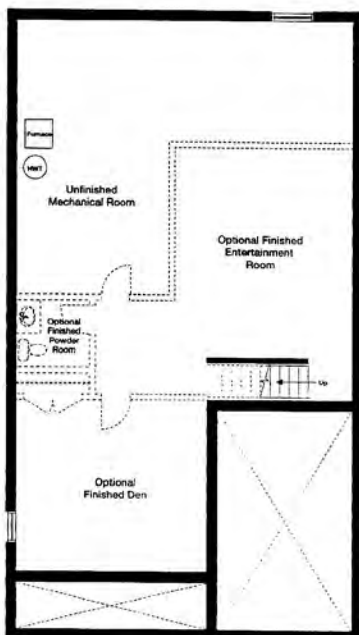 Furnace
HWT
Unfinished
Mechanical Room
Optional Finished
Entertainment
Room
Optional
Finished
Powder
Room
Up
Optional
Finished Den